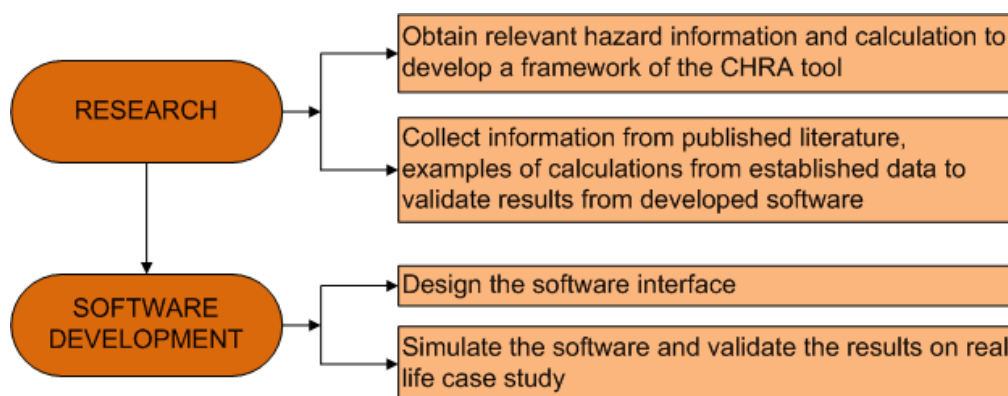 RESEARCH
Obtain relevant hazard information and calculation to
develop a framework of the CHRA tool
Collect information from published literature,
examples of calculations from established data to
validate results from developed software
SOFTWARE
DEVELOPMENT
Design the software interface
Simulate the software and validate the results on real
life case study